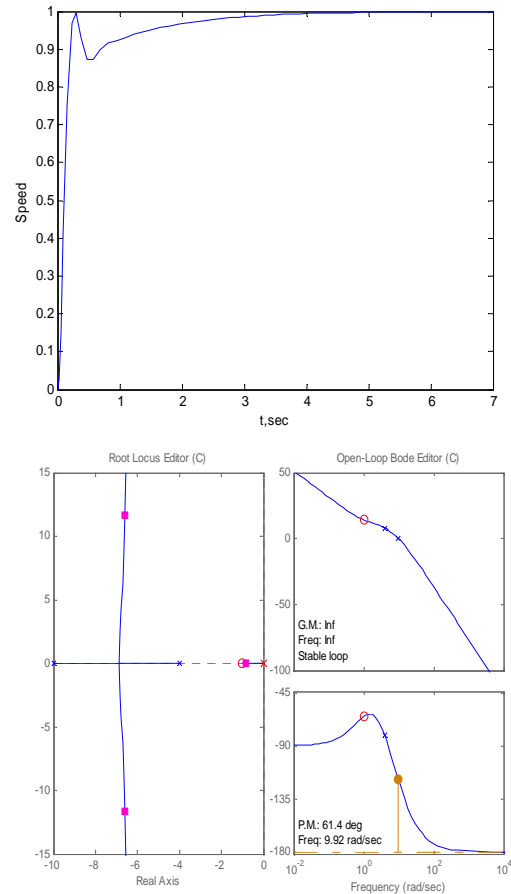 1
0.9
0.8
0.7
0.6
0.5
0.4
0.3
0.2
0.1
0
Speed
0 1 2 3 4 5 6 7
t,sec
Root Locus Editor (C)
15
10
5
0
-5
-10
-15
-10 -8 -6 -4 -2 0
Real Axis
Open-Loop Bode Editor (C)
50
0
-50
-100
G.M.: Inf
Freq: Inf
Stable loop
-45
-90
-135
-180
P.M.: 61.4 deg
Freq: 9.92 rad/sec
10^-2 10^0 10^2 10^4
Frequency (rad/sec)